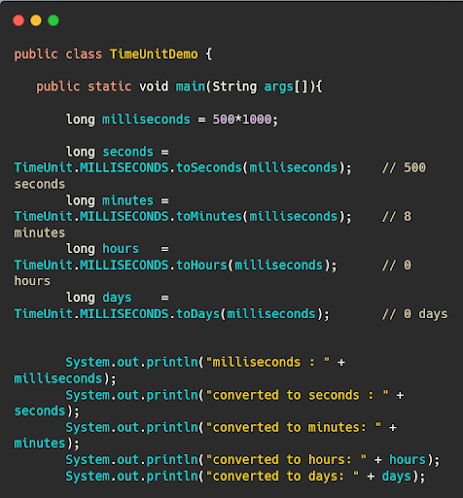 public class TimeUnitDemo {
public static void main(String args[]){
long milliseconds = 500*1000;
long seconds =
TimeUnit.MILLISECONDS.toSeconds(milliseconds);    // 500
seconds
long minutes =
TimeUnit.MILLISECONDS.toMinutes(milliseconds);    // 8
minutes
long hours   =
TimeUnit.MILLISECONDS.toHours(milliseconds);      // 0
hours
long days    =
TimeUnit.MILLISECONDS.toDays(milliseconds);       // 0 days
System.out.println("milliseconds : " +
milliseconds);
System.out.println("converted to seconds : " +
seconds);
System.out.println("converted to minutes: " +
minutes);
System.out.println("converted to hours: " + hours);
System.out.println("converted to days: " + days);